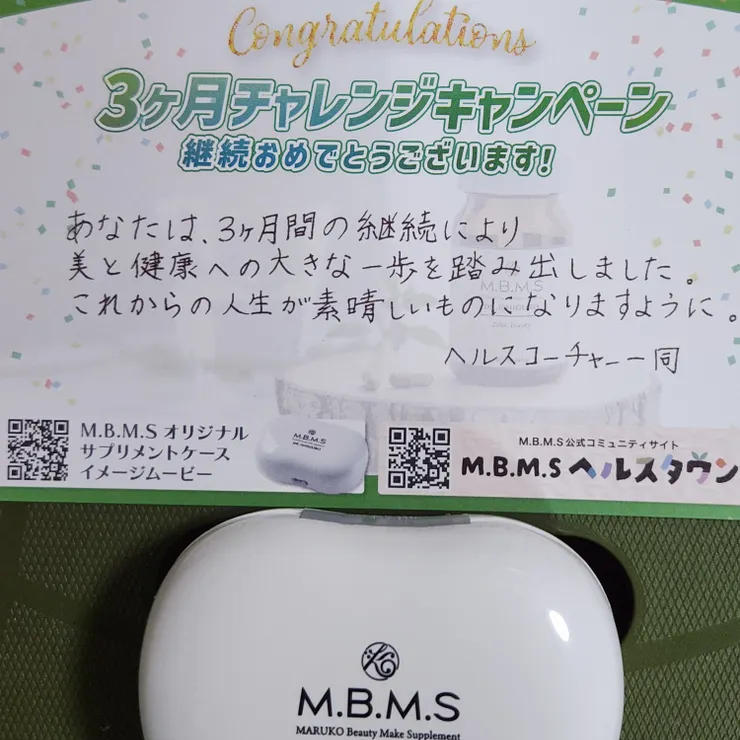 Congratulations
3ヶ月チャレンジキャンペーン
継続おめでとうございます!
あなたは、3ヶ月間の継続により
美と健康への大きな一歩を踏み出しました。
これからの人生が素晴しいものになりますように。
ヘルスコーチャー一同
M.B.M.S
M.B.M.S オリジナル
サプリメントケース
イメージムービー
M.B.M.S
M.B.M.S公式コミュニティサイト
M.B.M.S ヘルスタウン
M.B.M.S
MARUKO Beauty Make Supplement